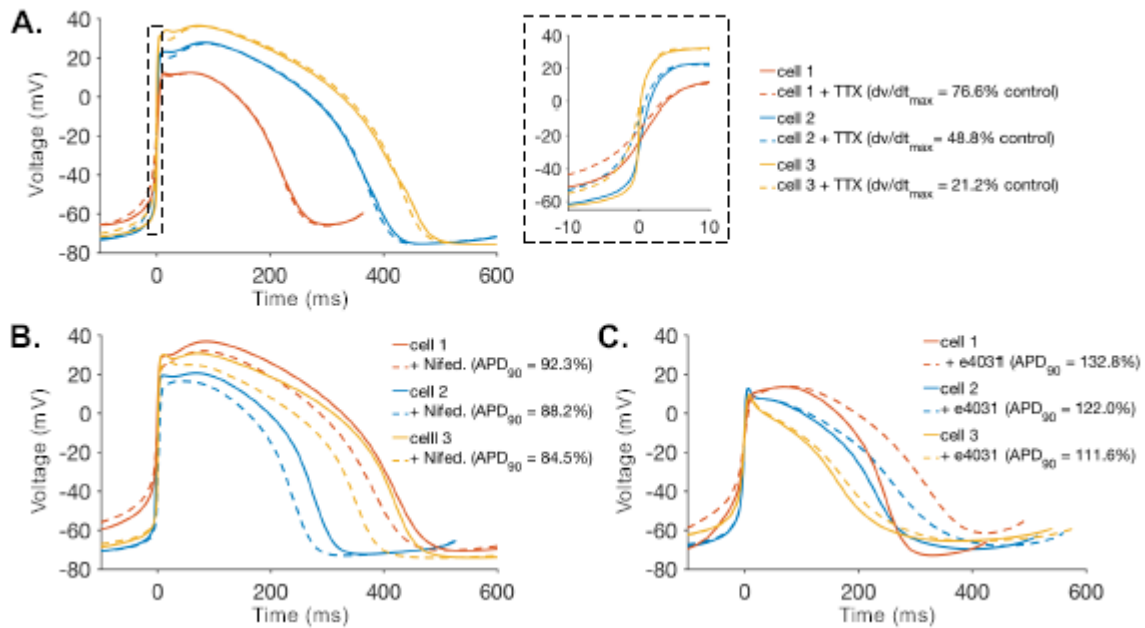 A.
Voltage (mV)
40
20
0
-20
-40
-60
-80
0
200
400
600
Time (ms)
40
20
0
-20
-40
-60
-10
0
10
cell 1
cell 1 + TTX (dv/dtmax = 76.6% control)
cell 2
cell 2 + TTX (dv/dtmax = 48.8% control)
cell 3
cell 3 + TTX (dv/dtmax = 21.2% control)
B.
Voltage (mV)
40
20
0
-20
-40
-60
-80
0
200
400
600
Time (ms)
cell 1
+ Nifed. (APD90 = 92.3%)
cell 2
+ Nifed. (APD90 = 88.2%)
celll 3
+ Nifed. (APD90 = 84.5%)
C.
Voltage (mV)
40
20
0
-20
-40
-60
-80
0
200
400
600
Time (ms)
cell 1
+ e4031 (APD90 = 132.8%)
cell 2
+ e4031 (APD90 = 122.0%)
cell 3
+ e4031 (APD90 = 111.6%)